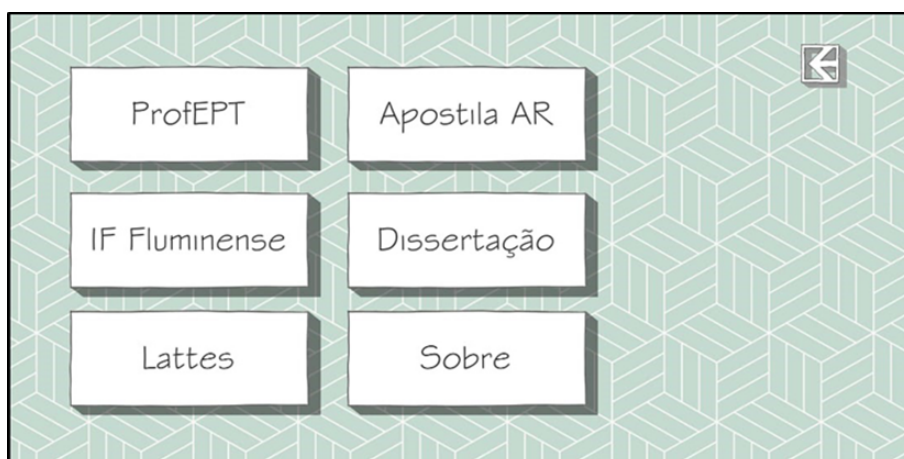 ProfEPT
Apostila AR
IF Fluminense
Dissertação
Lattes
Sobre